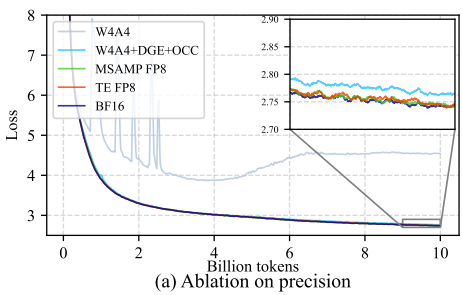 8
7
6
5
4
3
Loss
W4A4
W4A4+DGE+OCC
MSAMP FP8
TE FP8
BF16
2.90
2.85
2.80
2.75
2.70
0 2 4 6 8 10
Billion tokens
(a) Ablation on precision